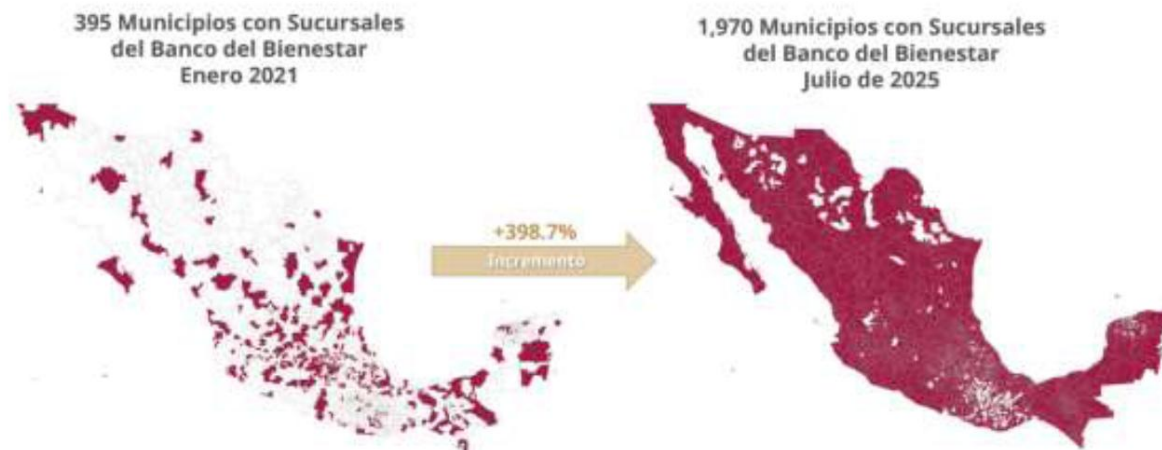 395 Municipios con Sucursales
del Banco del Bienestar
Enero 2021
1,970 Municipios con Sucursales
del Banco del Bienestar
Julio de 2025
+398.7%
Incremento